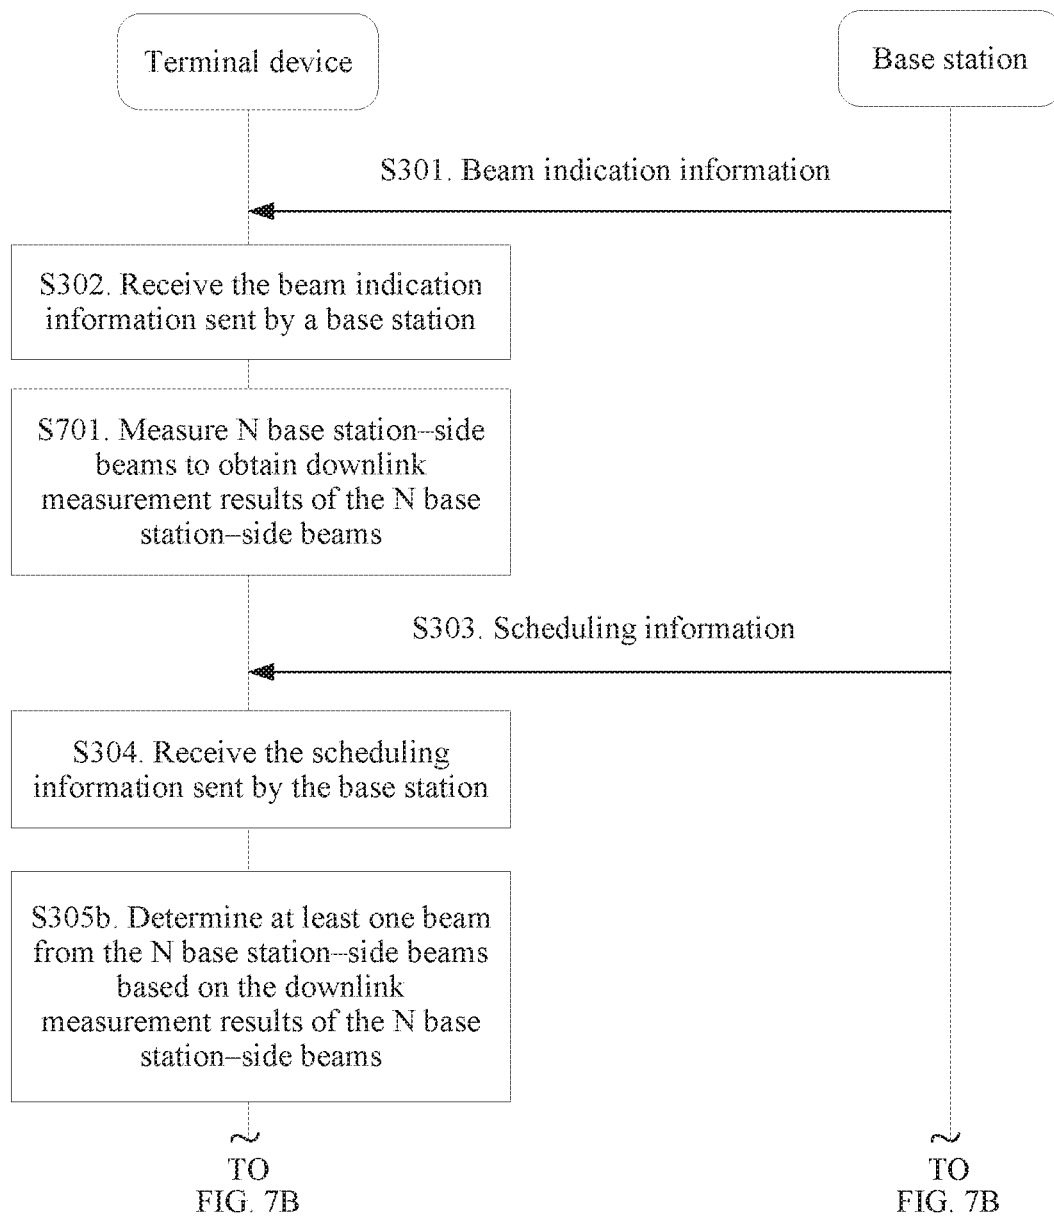 Terminal device
Base station
S301. Beam indication information
S302. Receive the beam indication
information sent by a base station
S701. Measure N base station–side
beams to obtain downlink
measurement results of the N base
station–side beams
S303. Scheduling information
S304. Receive the scheduling
information sent by the base station
S305b. Determine at least one beam
from the N base station–side beams
based on the downlink
measurement results of the N base
station–side beams
TO
FIG. 7B
TO
FIG. 7B